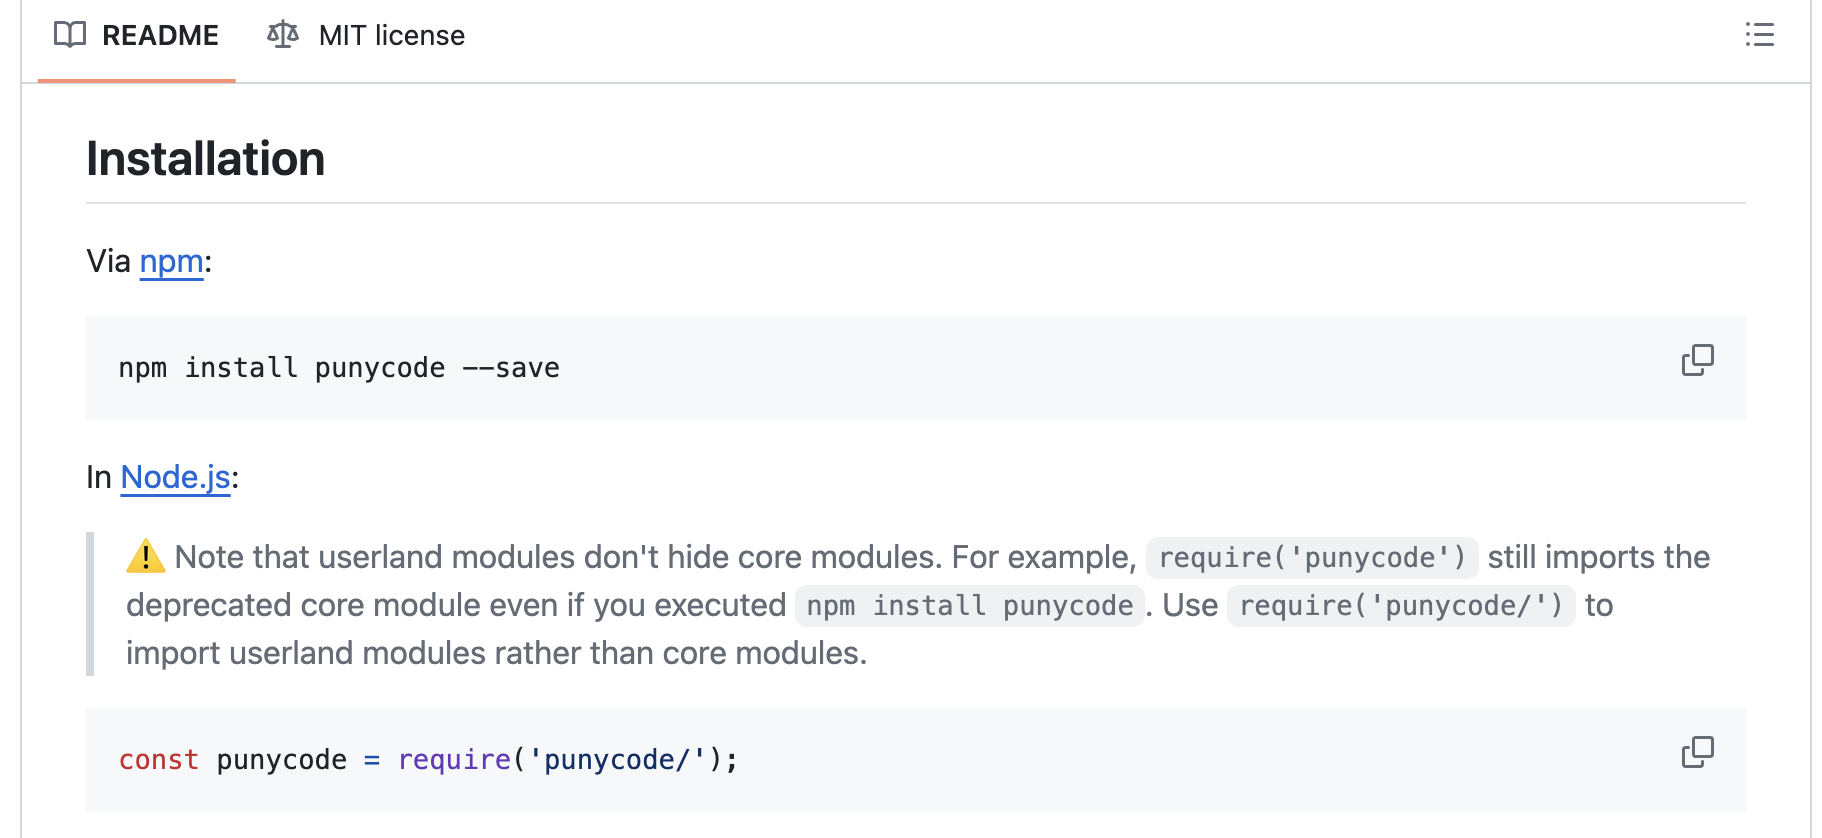 README MIT license
Installation
Via npm:
npm install punycode --save
In Node.js:
⚠️ Note that userland modules don't hide core modules. For example, require('punycode') still imports the
deprecated core module even if you executed npm install punycode. Use require('punycode/') to
import userland modules rather than core modules.
const punycode = require('punycode/');